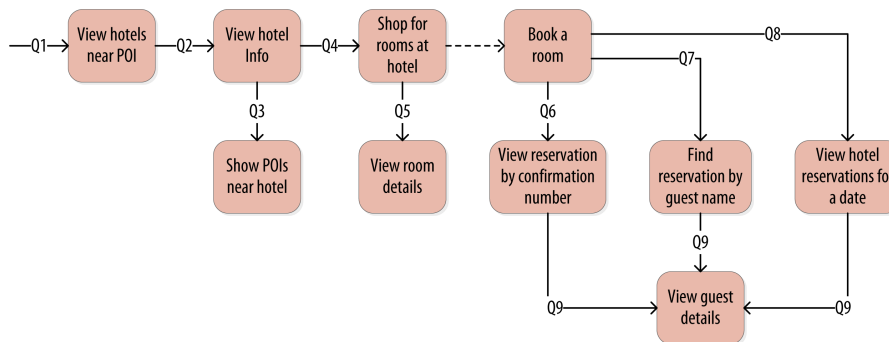 Q1
View hotels
near POI
Q2
View hotel
Info
Q4
Shop for
rooms at
hotel
Book a
room
Q8
Q7
Q3
Q5
Q6
Show POIs
near hotel
View room
details
View reservation
by confirmation
number
Find
reservation by
guest name
View hotel
reservations fo
a date
Q9
Q9
View guest
details
Q9